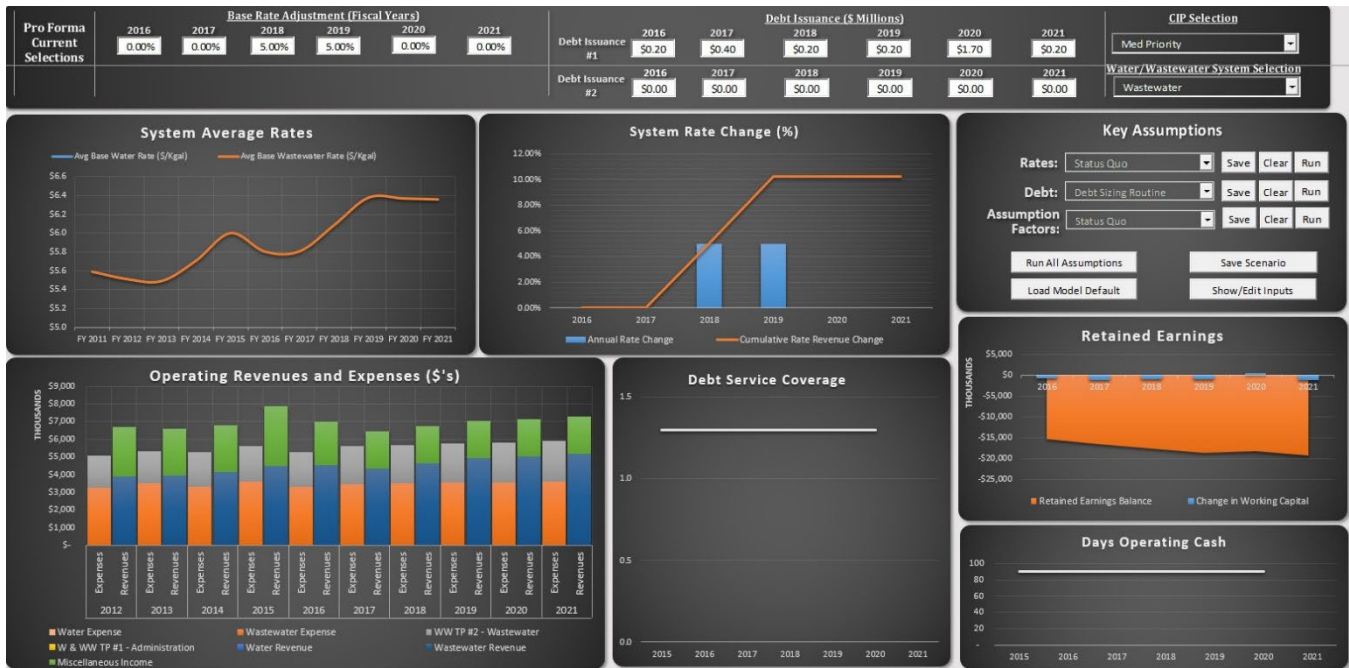 Pro Forma
Current
Selections
Base Rate Adjustment (Fiscal Years)
2016 2017 2018 2019 2020 2021
0.00% 0.00% 5.00% 5.00% 0.00% 0.00%
Debt Issuance ($ Millions)
2016 2017 2018 2019 2020 2021
Debt Issuance #1 $0.20 $0.40 $0.20 $0.20 $1.70 $0.20
2016 2017 2018 2019 2020 2021
Debt Issuance #2 $0.00 $0.00 $0.00 $0.00 $0.00 $0.00
CIP Selection
Med Priority
Water/Wastewater System Selection
Wastewater
System Average Rates
Avg Base Water Rate ($/Kgal) Avg Base Wastewater Rate ($/Kgal)
$6.6
$6.4
$6.2
$6.0
$5.8
$5.6
$5.4
$5.2
$5.0
FY 2011 FY 2012 FY 2013 FY 2014 FY 2015 FY 2016 FY 2017 FY 2018 FY 2019 FY 2020 FY 2021
System Rate Change (%)
12.00%
10.00%
8.00%
6.00%
4.00%
2.00%
0.00%
2016 2017 2018 2019 2020 2021
Annual Rate Change Cumulative Rate Revenue Change
Key Assumptions
Rates: Status Quo Save Clear Run
Debt: Debt Sizing Routine Save Clear Run
Assumption
Factors: Status Quo Save Clear Run
Run All Assumptions Save Scenario
Load Model Default Show/Edit Inputs
Operating Revenues and Expenses ($'s)
THOUSANDS
$9,000
$8,000
$7,000
$6,000
$5,000
$4,000
$3,000
$2,000
$1,000
$-
Expenses Revenues Expenses Revenues Expenses Revenues Expenses Revenues Expenses Revenues Expenses Revenues Expenses Revenues Expenses Revenues Expenses Revenues Expenses Revenues
2012 2013 2014 2015 2016 2017 2018 2019 2020 2021
Water Expense Wastewater Expense WW TP #2 - Wastewater
W & WW TP #1 - Administration Water Revenue Wastewater Revenue
Miscellaneous Income
Debt Service Coverage
1.5
1.0
0.5
0.0
2015 2016 2017 2018 2019 2020 2021
Retained Earnings
THOUSANDS
$5,000
$0
-$5,000
-$10,000
-$15,000
-$20,000
-$25,000
2016 2017 2018 2019 2020 2021
Retained Earnings Balance Change in Working Capital
Days Operating Cash
100
80
60
40
20
-
2015 2016 2017 2018 2019 2020 2021